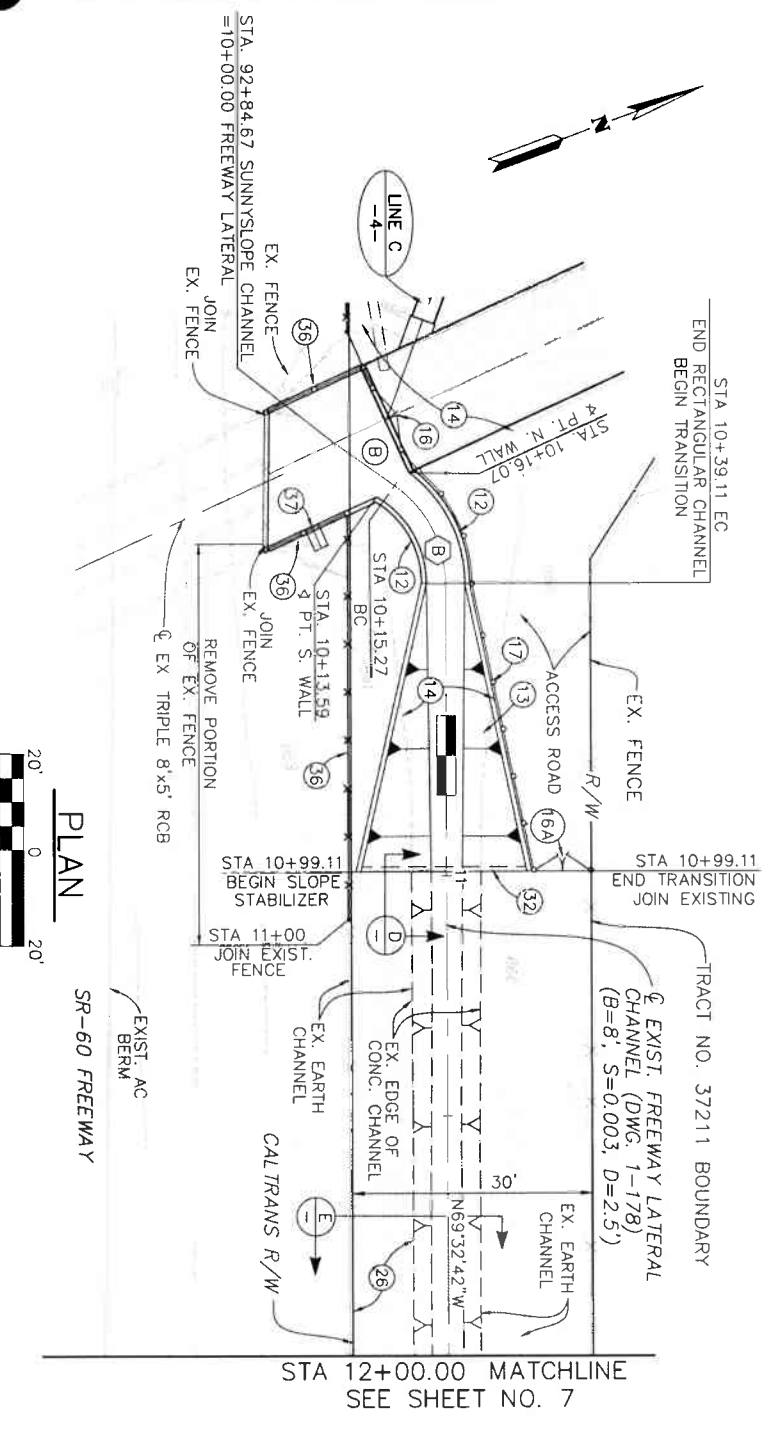 N
LINE C
-4-
STA. 92+84.67 SUNNYSLOPE CHANNEL
=10+00.00 FREEWAY LATERAL
EX. FENCE
JOIN
EX. FENCE
36
14
16
B
STA. 10+16.07
∢ PT. N. WALL
STA 10+39.11 EC
END RECTANGULAR CHANNEL
BEGIN TRANSITION
12
B
12
37
36
JOIN
EX. FENCE
STA 10+15.27
BC
STA. 10+13.59
∢ PT. S. WALL
REMOVE PORTION
OF EX. FENCE
℄ EX TRIPLE 8'x5' RCB
36
14
13
17
ACCESS ROAD
EX. FENCE
R/W
16A
STA 10+99.11
BEGIN SLOPE
STABILIZER
STA 10+99.11
END TRANSITION
JOIN EXISTING
11
32
D
-
STA 11+00
JOIN EXIST.
FENCE
TRACT NO. 37211 BOUNDARY
℄ EXIST. FREEWAY LATERAL
CHANNEL (DWG. 1-178)
(B=8', S=0.003, D=2.5')
EX. EARTH
CHANNEL
EX. EDGE OF
CONC. CHANNEL
30'
N69°32'42"W
EX. EARTH
CHANNEL
E
-
26
CALTRANS R/W
EXIST. AC
BERM
SR-60 FREEWAY
PLAN
20' 0 20'
STA 12+00.00 MATCHLINE
SEE SHEET NO. 7